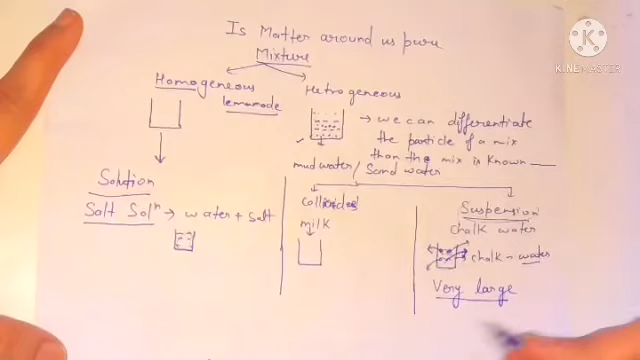 Is Matter around us pure
Mixture
Homogeneous
Hetrogeneous
lemomode
→ we can differentiate
the particle of a mix
than the mix is known
mud water / Sand water
Solution
Salt Solⁿ → water + salt
Colloides
milk
Suspension
chalk water
chalk - water
Very large
K
KINEMASTER